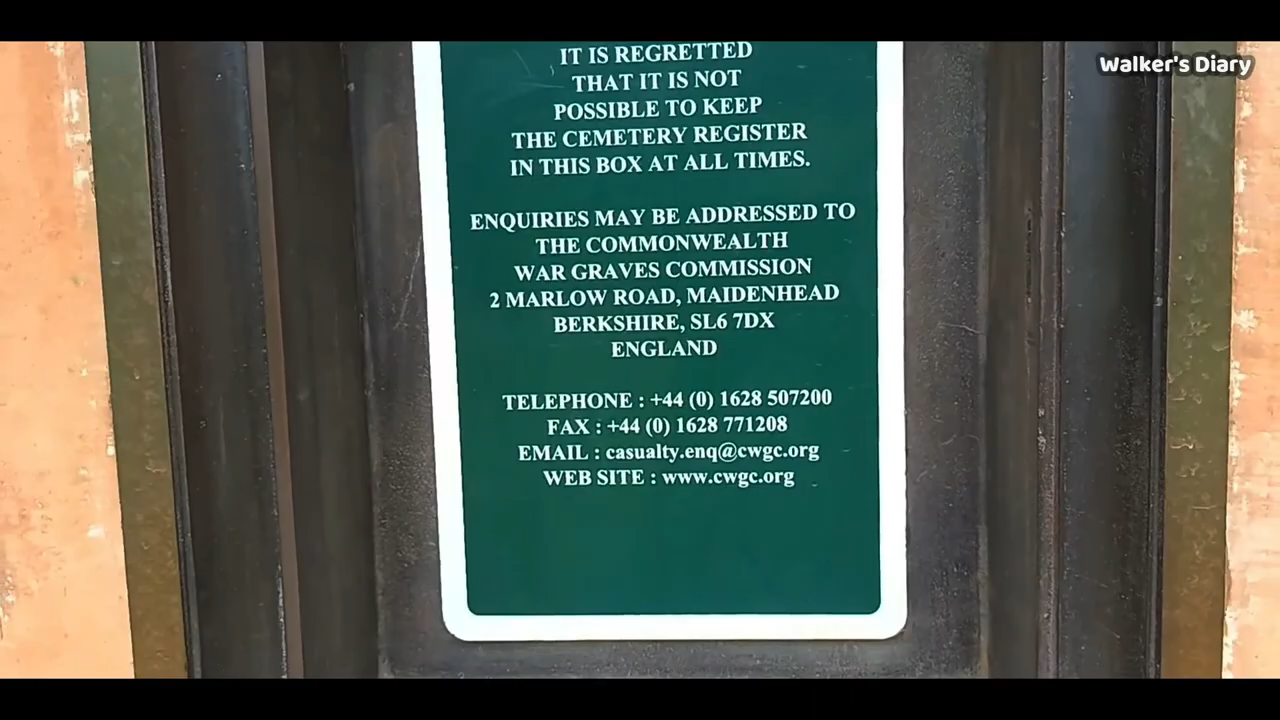 Walker's Diary
IT IS REGRETTED
THAT IT IS NOT
POSSIBLE TO KEEP
THE CEMETERY REGISTER
IN THIS BOX AT ALL TIMES.
ENQUIRIES MAY BE ADDRESSED TO
THE COMMONWEALTH
WAR GRAVES COMMISSION
2 MARLOW ROAD, MAIDENHEAD
BERKSHIRE, SL6 7DX
ENGLAND
TELEPHONE : +44 (0) 1628 507200
FAX : +44 (0) 1628 771208
EMAIL : casualty.enq@cwgc.org
WEB SITE : www.cwgc.org